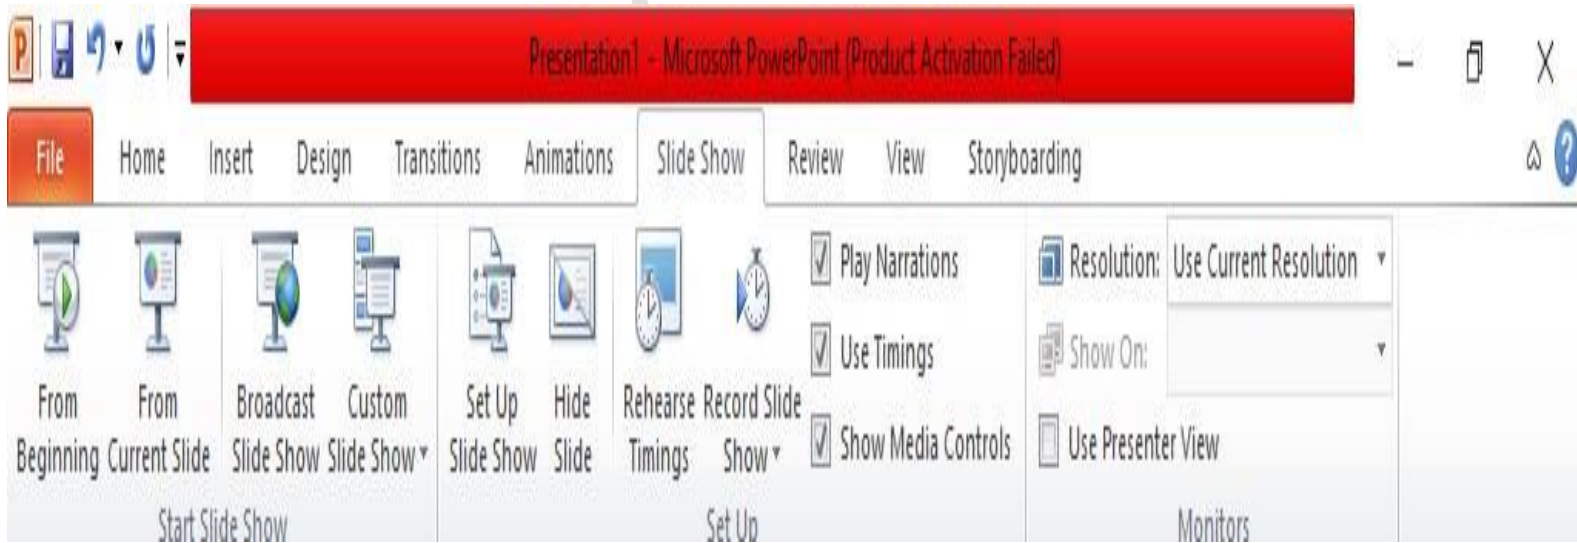 Presentation1 - Microsoft PowerPoint (Product Activation Failed)
File Home Insert Design Transitions Animations Slide Show Review View Storyboarding
From Beginning
From Current Slide
Broadcast Slide Show
Custom Slide Show
Start Slide Show
Set Up Slide Show
Hide Slide
Rehearse Timings
Record Slide Show
Play Narrations
Use Timings
Show Media Controls
Set Up
Resolution: Use Current Resolution
Show On:
Use Presenter View
Monitors